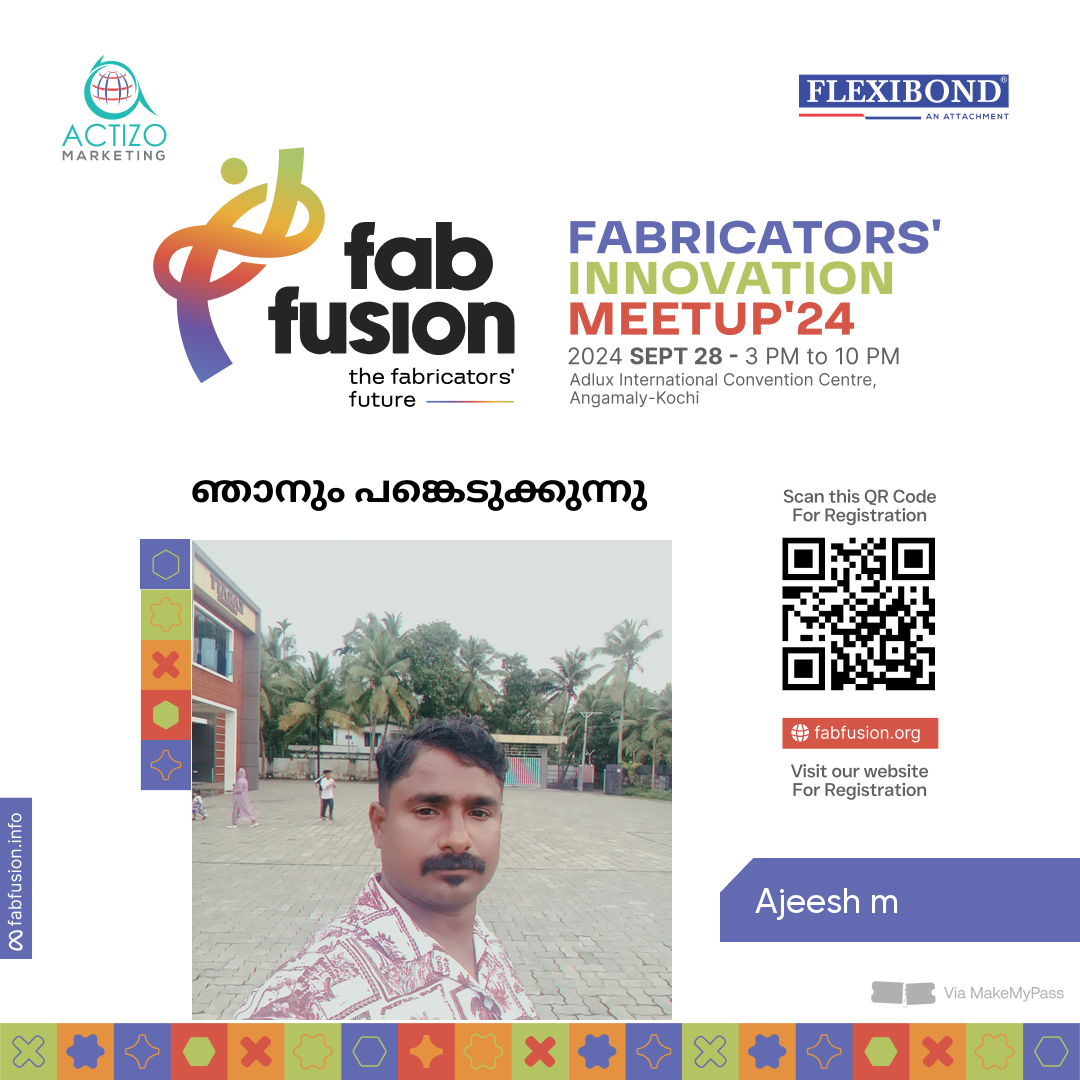 ACTIZO
MARKETING
FLEXIBOND®
AN ATTACHMENT
fab
fusion
the fabricators'
future
FABRICATORS'
INNOVATION
MEETUP'24
2024 SEPT 28 - 3 PM to 10 PM
Adlux International Convention Centre,
Angamaly-Kochi
ഞാനും പങ്കെടുക്കുന്നു
Scan this QR Code
For Registration
fabfusion.org
Visit our website
For Registration
fabfusion.info
Ajeesh m
Via MakeMyPass